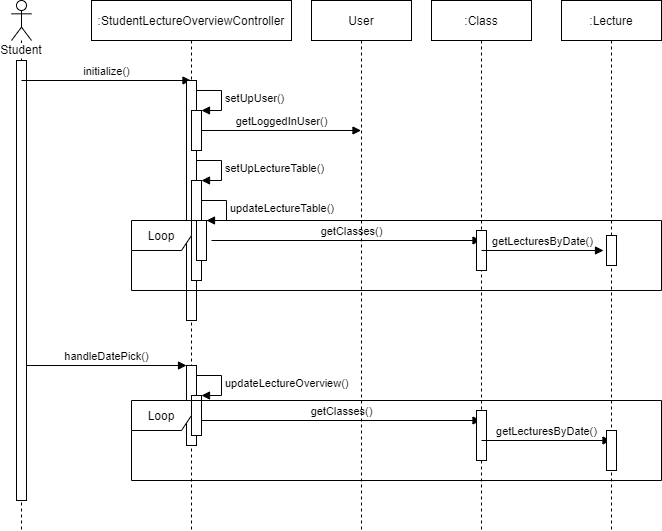 :StudentLectureOverviewController
User
:Class
:Lecture
Student
initialize()
setUpUser()
getLoggedInUser()
setUpLectureTable()
updateLectureTable()
Loop
getClasses()
getLecturesByDate()
handleDatePick()
updateLectureOverview()
Loop
getClasses()
getLecturesByDate()